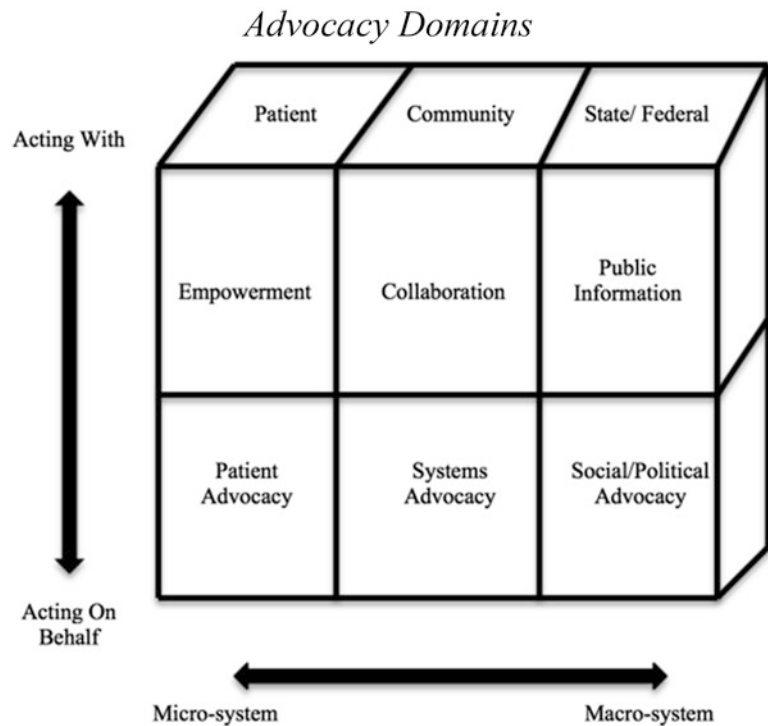 Advocacy Domains
Patient
Community
State/ Federal
Acting With
Empowerment
Collaboration
Public
Information
Patient
Advocacy
Systems
Advocacy
Social/Political
Advocacy
Acting On
Behalf
Micro-system
Macro-system